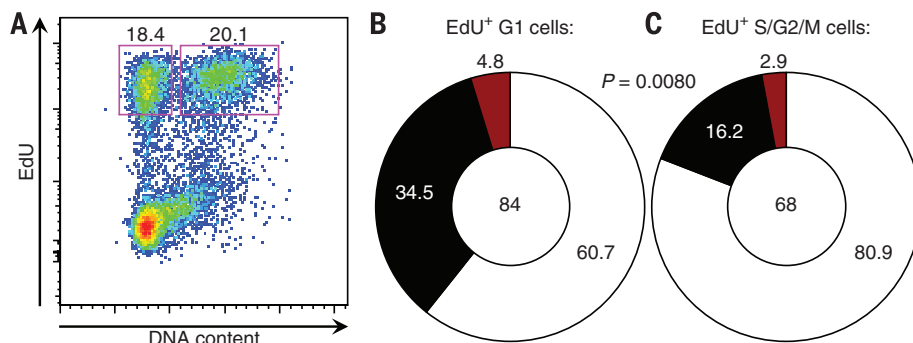 A
18.4
20.1
EdU
DNA content
B
EdU⁺ G1 cells:
4.8
34.5
84
60.7
P = 0.0080
C
EdU⁺ S/G2/M cells:
2.9
16.2
68
80.9